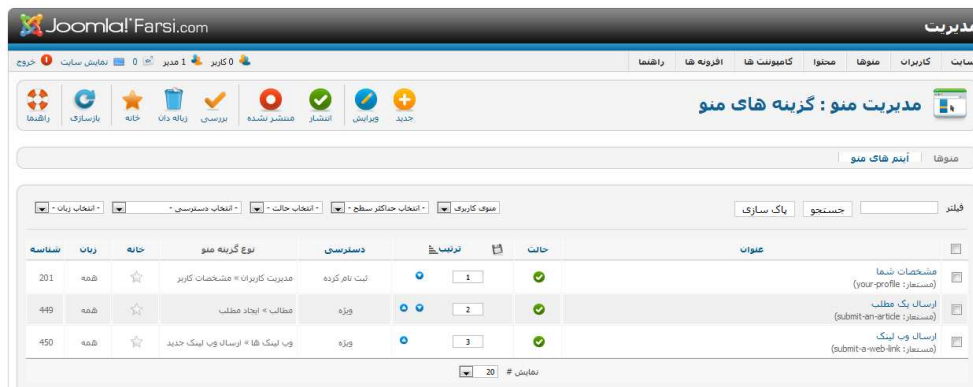 Joomla! Farsi.com
مدیریت
سایت کاربران منوها محتوا کامپوننت ها افزونه ها راهنما
0 کاربر 1 مدیر 0 نمایش سایت خروج
مدیریت منو : گزینه های منو
جدید ویرایش انتشار منتشر نشده بررسی زباله دان خانه بازسازی راهنما
منوها آیتم های منو
فیلتر جستجو پاک سازی منوی کاربری - انتخاب حداکثر سطح - - انتخاب حالت - - انتخاب دسترسی - - انتخاب زبان -
عنوان حالت ترتیب دسترسی نوع گزینه منو خانه زبان شناسه
مشخصات شما
(مستعار: your-profile)
1 ثبت نام کرده مدیریت کاربران » مشخصات کاربر همه 201
ارسال یک مطلب
(مستعار: submit-an-article)
2 ویژه مطالب » ایجاد مطلب همه 449
ارسال وب لینک
(مستعار: submit-a-web-link)
3 ویژه وب لینک ها » ارسال وب لینک جدید همه 450
نمایش # 20